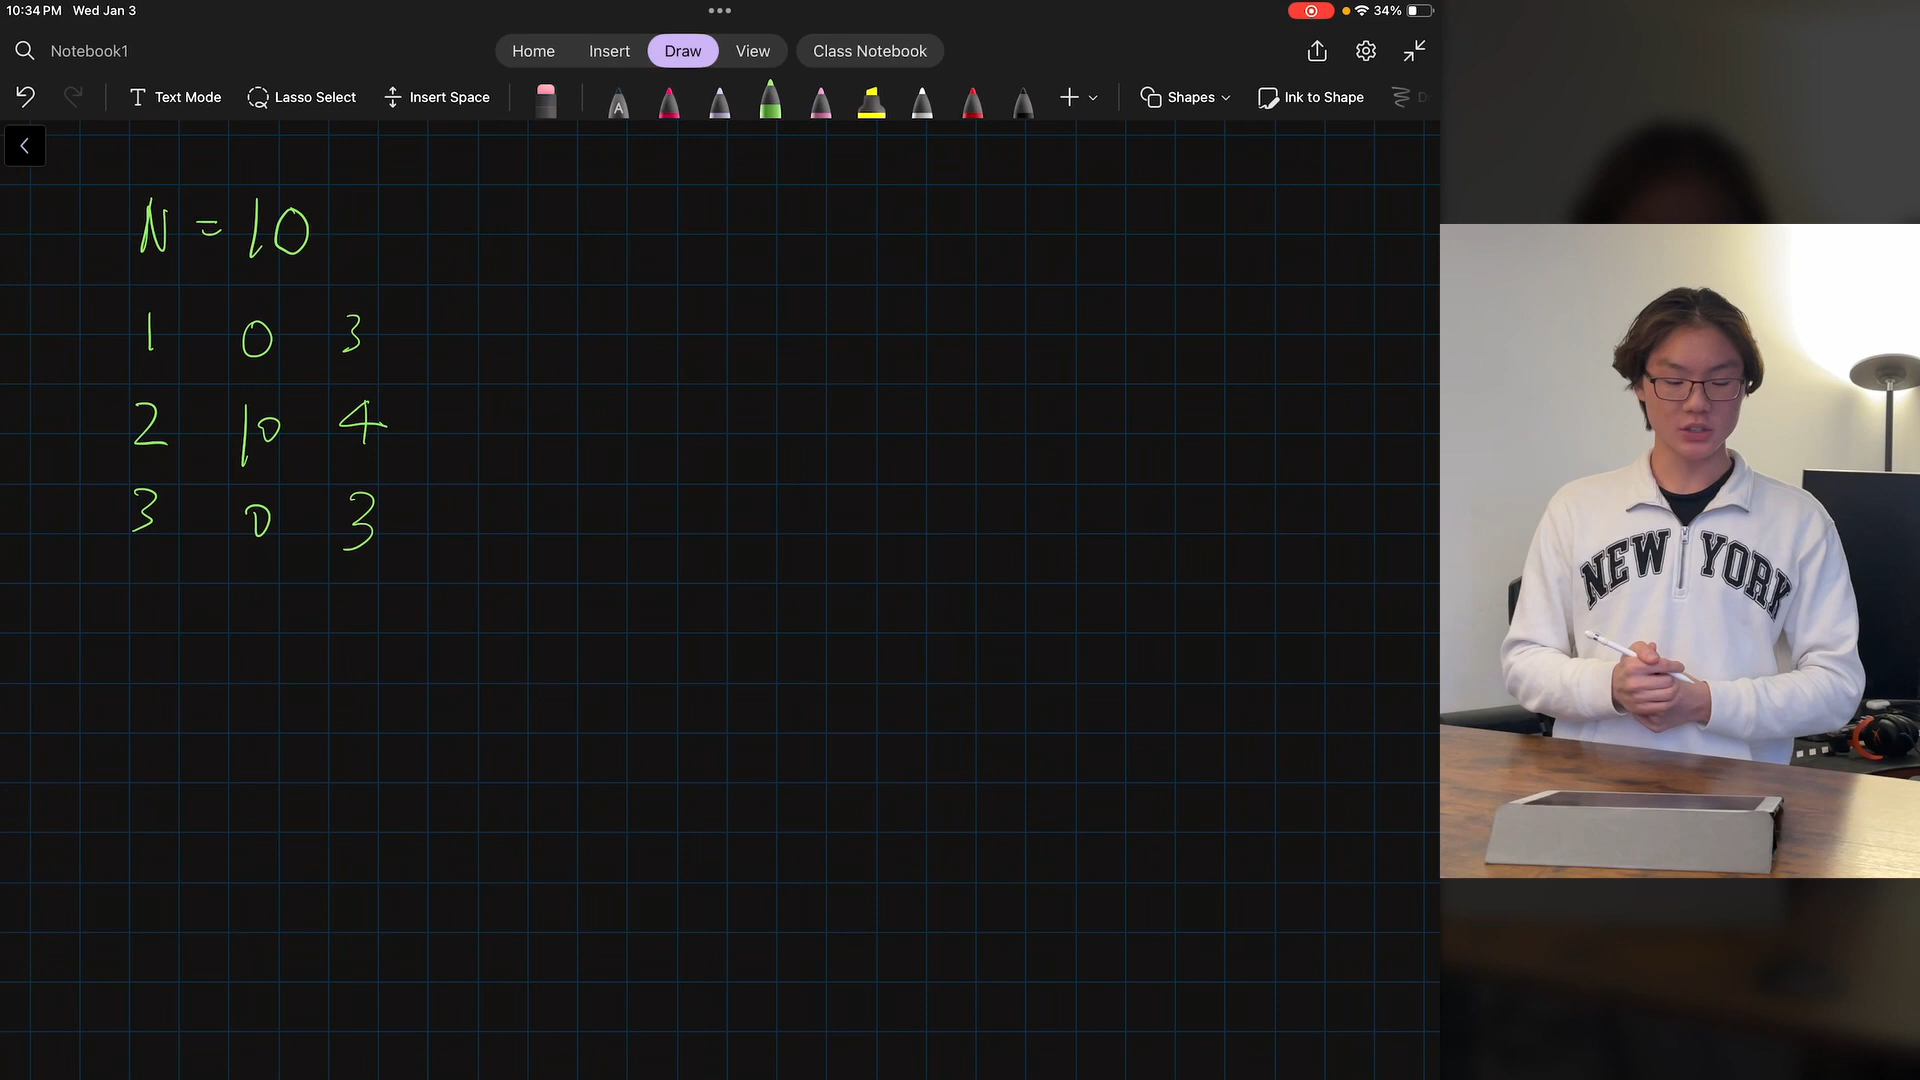 10:34 PM Wed Jan 3
34%
Notebook1
Home Insert Draw View Class Notebook
Text Mode Lasso Select Insert Space A Shapes Ink to Shape
N = 10
1 0 3
2 10 4
3 0 3
NEW YORK